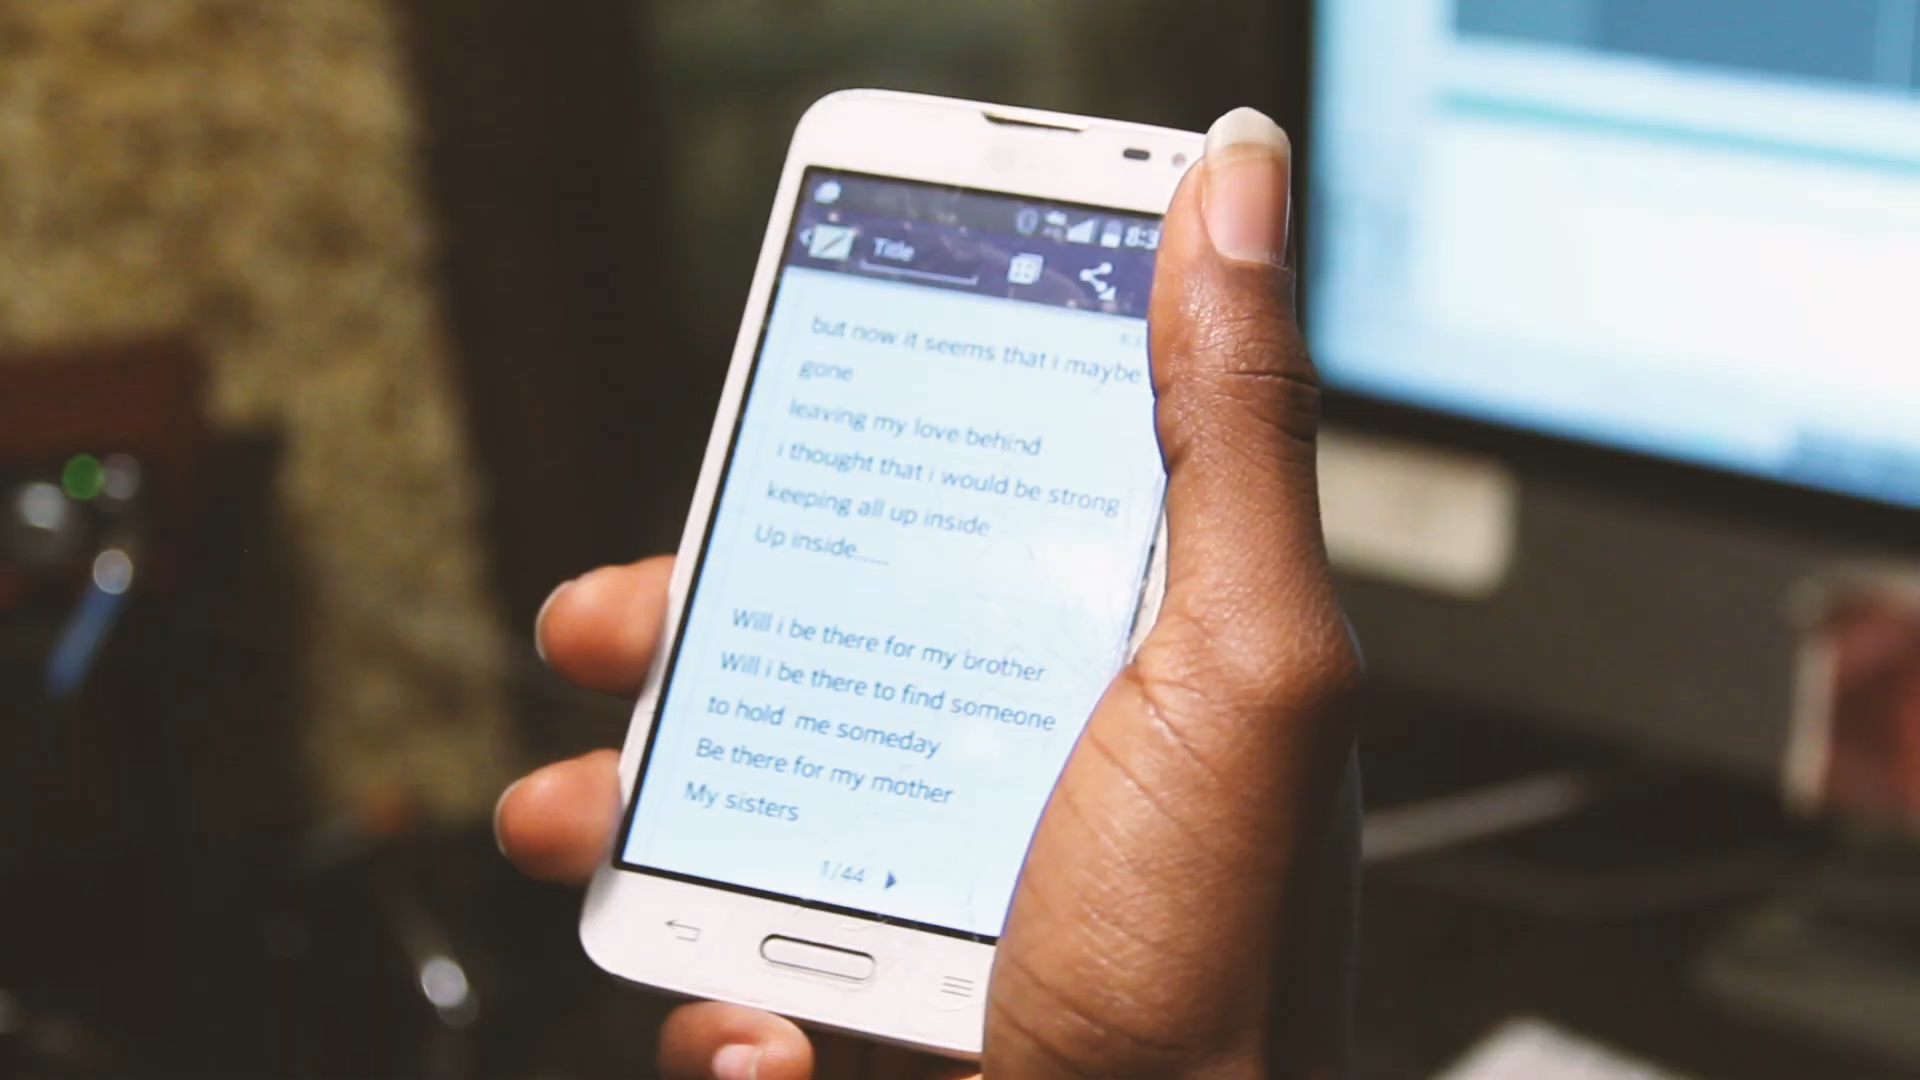 8:3
Title
but now it seems that i maybe
gone
leaving my love behind
i thought that i would be strong
keeping all up inside
Up inside.....
Will i be there for my brother
Will i be there to find someone
to hold me someday
Be there for my mother
My sisters
1/44